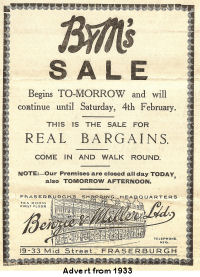 B&M's
SALE
Begins TO-MORROW and will
continue until Saturday, 4th February.
THIS IS THE SALE FOR
REAL BARGAINS.
COME IN AND WALK ROUND.
NOTE:—Our Premises are closed all day TODAY,
also TOMORROW AFTERNOON.
FRASERBURGH'S SHOPPING HEADQUARTERS
Benzie & Miller Ltd
TELEPHONE
19-33 Mid Street, FRASERBURGH
Advert from 1933